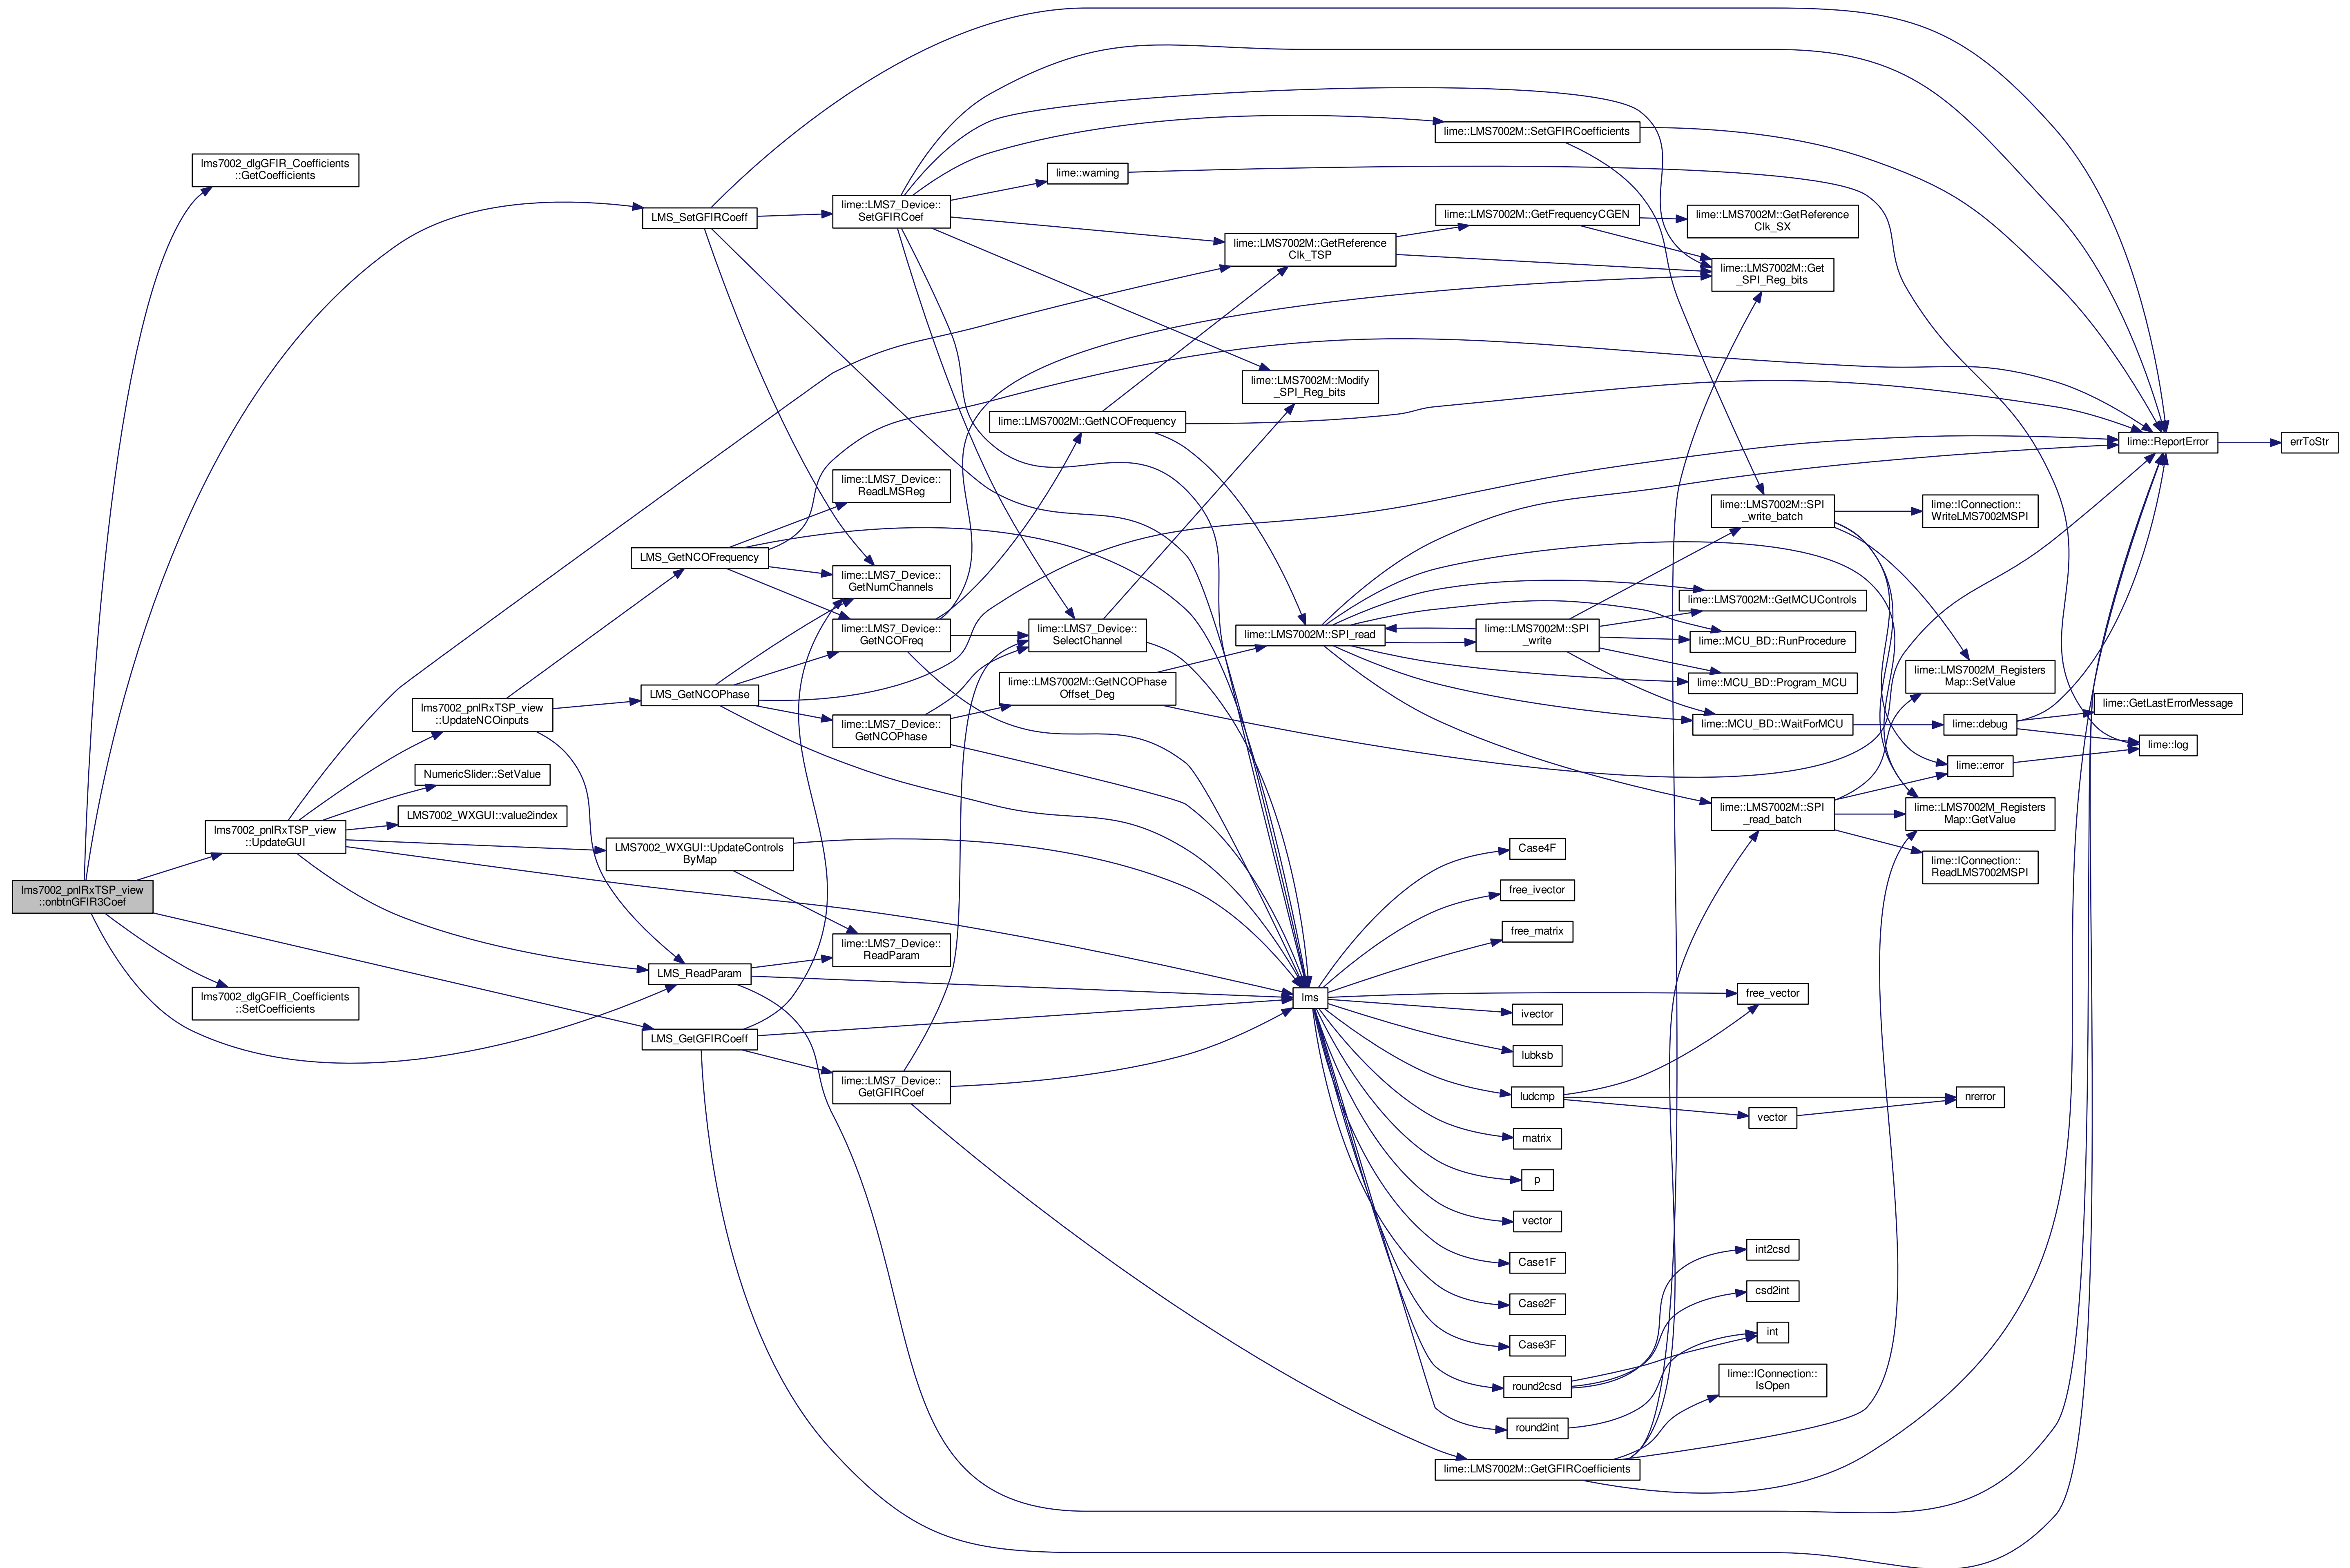 lms7002_pnlRxTSP_view
::onbtnGFIR3Coef
lms7002_dlgGFIR_Coefficients
::GetCoefficients
lms7002_pnlRxTSP_view
::UpdateGUI
lms7002_dlgGFIR_Coefficients
::SetCoefficients
lms7002_pnlRxTSP_view
::UpdateNCOinputs
NumericSlider::SetValue
LMS7002_WXGUI::value2index
LMS7002_WXGUI::UpdateControls
ByMap
LMS_SetGFIRCoeff
LMS_GetNCOFrequency
LMS_GetNCOPhase
LMS_ReadParam
LMS_GetGFIRCoeff
lime::LMS7_Device::
SetGFIRCoef
lime::LMS7_Device::
ReadLMSReg
lime::LMS7_Device::
GetNumChannels
lime::LMS7_Device::
GetNCOFreq
lime::LMS7_Device::
GetNCOPhase
lime::LMS7_Device::
ReadParam
lime::LMS7_Device::
GetGFIRCoef
lime::warning
lime::LMS7002M::GetNCOFrequency
lime::LMS7_Device::
SelectChannel
lime::LMS7002M::GetNCOPhase
Offset_Deg
lime::LMS7002M::GetReference
Clk_TSP
lime::LMS7002M::Modify
_SPI_Reg_bits
lime::LMS7002M::SPI_read
lms
lime::LMS7002M::SetGFIRCoefficients
lime::LMS7002M::GetFrequencyCGEN
lime::LMS7002M::SPI
_write
Case4F
free_ivector
free_matrix
ivector
lubksb
ludcmp
matrix
p
vector
Case1F
Case2F
Case3F
round2csd
round2int
lime::LMS7002M::GetGFIRCoefficients
lime::LMS7002M::GetReference
Clk_SX
lime::LMS7002M::Get
_SPI_Reg_bits
lime::LMS7002M::SPI
_write_batch
lime::LMS7002M::GetMCUControls
lime::MCU_BD::RunProcedure
lime::MCU_BD::Program_MCU
lime::MCU_BD::WaitForMCU
lime::LMS7002M::SPI
_read_batch
free_vector
vector
int2csd
csd2int
int
lime::IConnection::
IsOpen
lime::IConnection::
WriteLMS7002MSPI
lime::LMS7002M_Registers
Map::SetValue
lime::debug
lime::error
lime::LMS7002M_Registers
Map::GetValue
lime::IConnection::
ReadLMS7002MSPI
nrerror
lime::ReportError
lime::GetLastErrorMessage
lime::log
errToStr